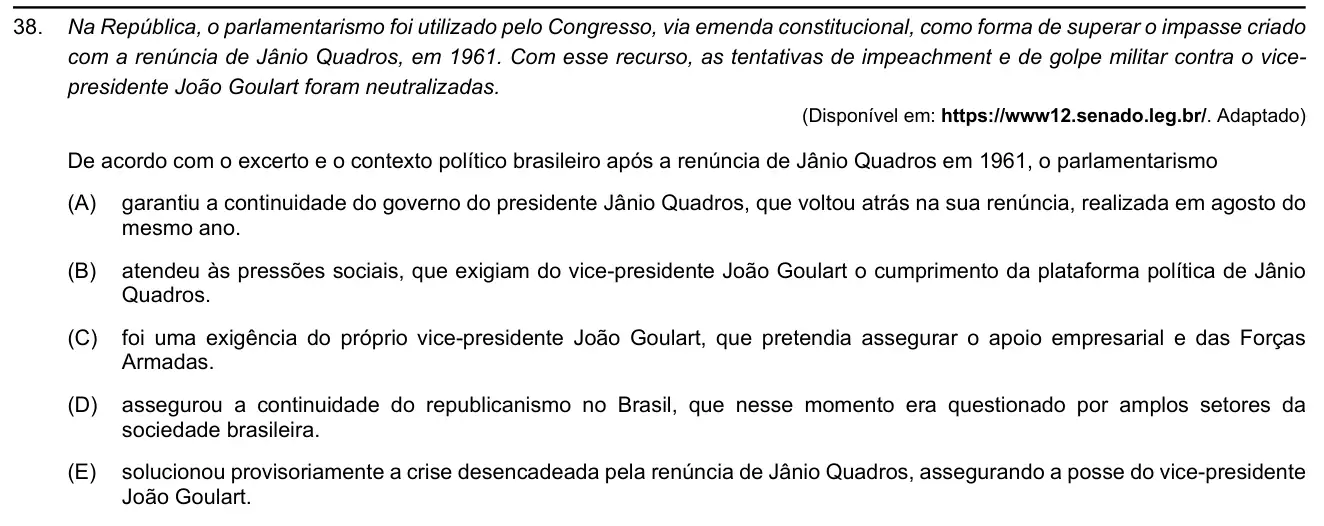 38. Na República, o parlamentarismo foi utilizado pelo Congresso, via emenda constitucional, como forma de superar o impasse criado
com a renúncia de Jânio Quadros, em 1961. Com esse recurso, as tentativas de impeachment e de golpe militar contra o vice-
presidente João Goulart foram neutralizadas.
(Disponível em: https://www12.senado.leg.br/. Adaptado)
De acordo com o excerto e o contexto político brasileiro após a renúncia de Jânio Quadros em 1961, o parlamentarismo
(A) garantiu a continuidade do governo do presidente Jânio Quadros, que voltou atrás na sua renúncia, realizada em agosto do
mesmo ano.
(B) atendeu às pressões sociais, que exigiam do vice-presidente João Goulart o cumprimento da plataforma política de Jânio
Quadros.
(C) foi uma exigência do próprio vice-presidente João Goulart, que pretendia assegurar o apoio empresarial e das Forças
Armadas.
(D) assegurou a continuidade do republicanismo no Brasil, que nesse momento era questionado por amplos setores da
sociedade brasileira.
(E) solucionou provisoriamente a crise desencadeada pela renúncia de Jânio Quadros, assegurando a posse do vice-presidente
João Goulart.